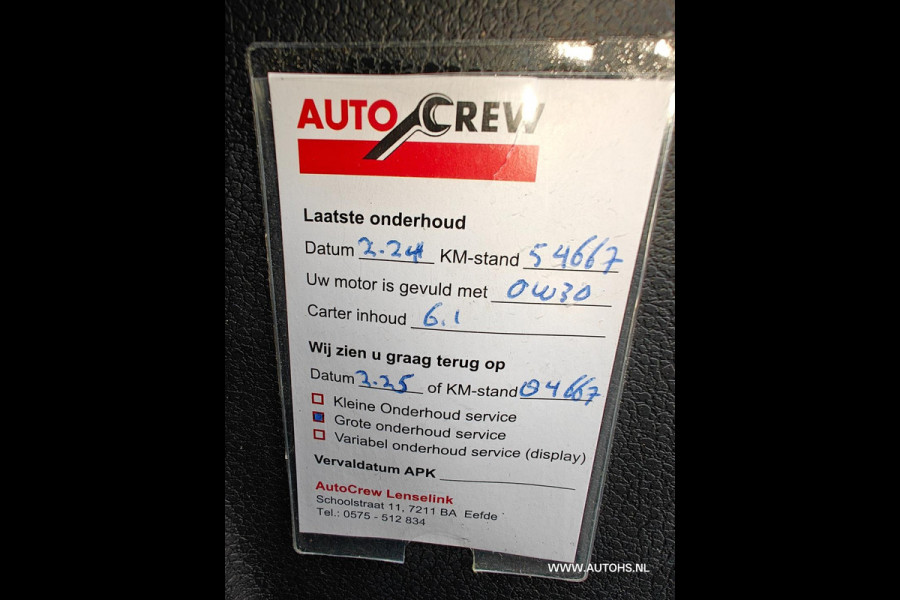 AUTO CREW
Laatste onderhoud
Datum 2.24 KM-stand 54667
Uw motor is gevuld met 0W30
Carter inhoud 6.1
Wij zien u graag terug op
Datum 2.25 of KM-stand 84667
Kleine Onderhoud service
Grote onderhoud service
Variabel onderhoud service (display)
Vervaldatum APK
AutoCrew Lenselink
Schoolstraat 11, 7211 BA Eefde
Tel.: 0575 - 512 834
WWW.AUTOHS.NL